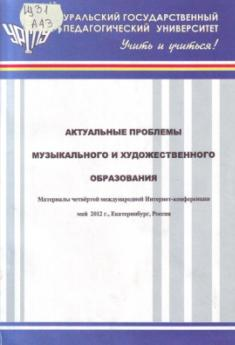 Щ31
А43
УРАЛЬСКИЙ ГОСУДАРСТВЕННЫЙ
ПЕДАГОГИЧЕСКИЙ УНИВЕРСИТЕТ
Учить и учиться!
АКТУАЛЬНЫЕ ПРОБЛЕМЫ
МУЗЫКАЛЬНОГО И ХУДОЖЕСТВЕННОГО
ОБРАЗОВАНИЯ
Материалы четвёртой международной Интернет-конференции
май 2012 г., Екатеринбург, Россия